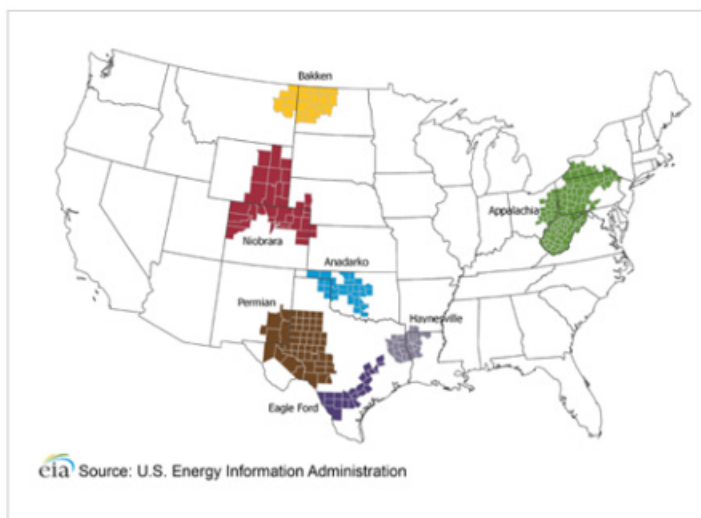 Bakken
Appalachia
Niobrara
Anadarko
Permian
Haynesville
Eagle Ford
eia Source: U.S. Energy Information Administration